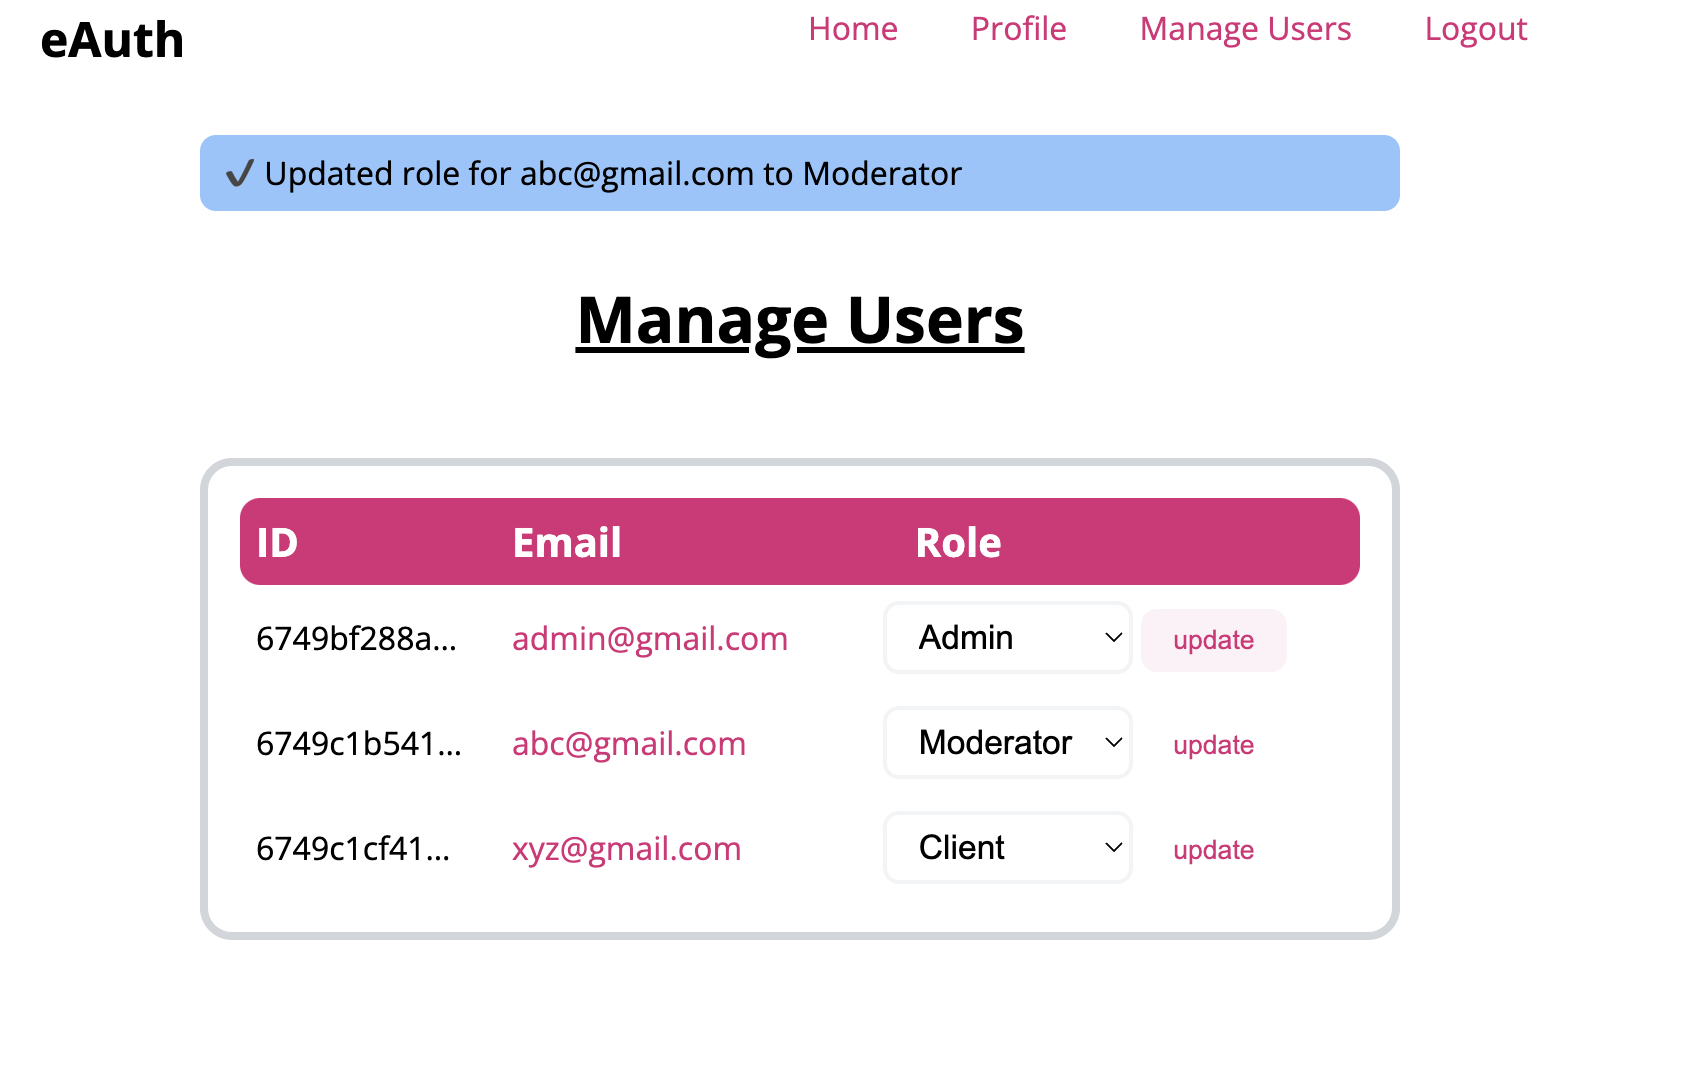 eAuth Home Profile Manage Users Logout
✔ Updated role for abc@gmail.com to Moderator
Manage Users
ID Email Role
6749bf288a... admin@gmail.com Admin update
6749c1b541... abc@gmail.com Moderator update
6749c1cf41... xyz@gmail.com Client update